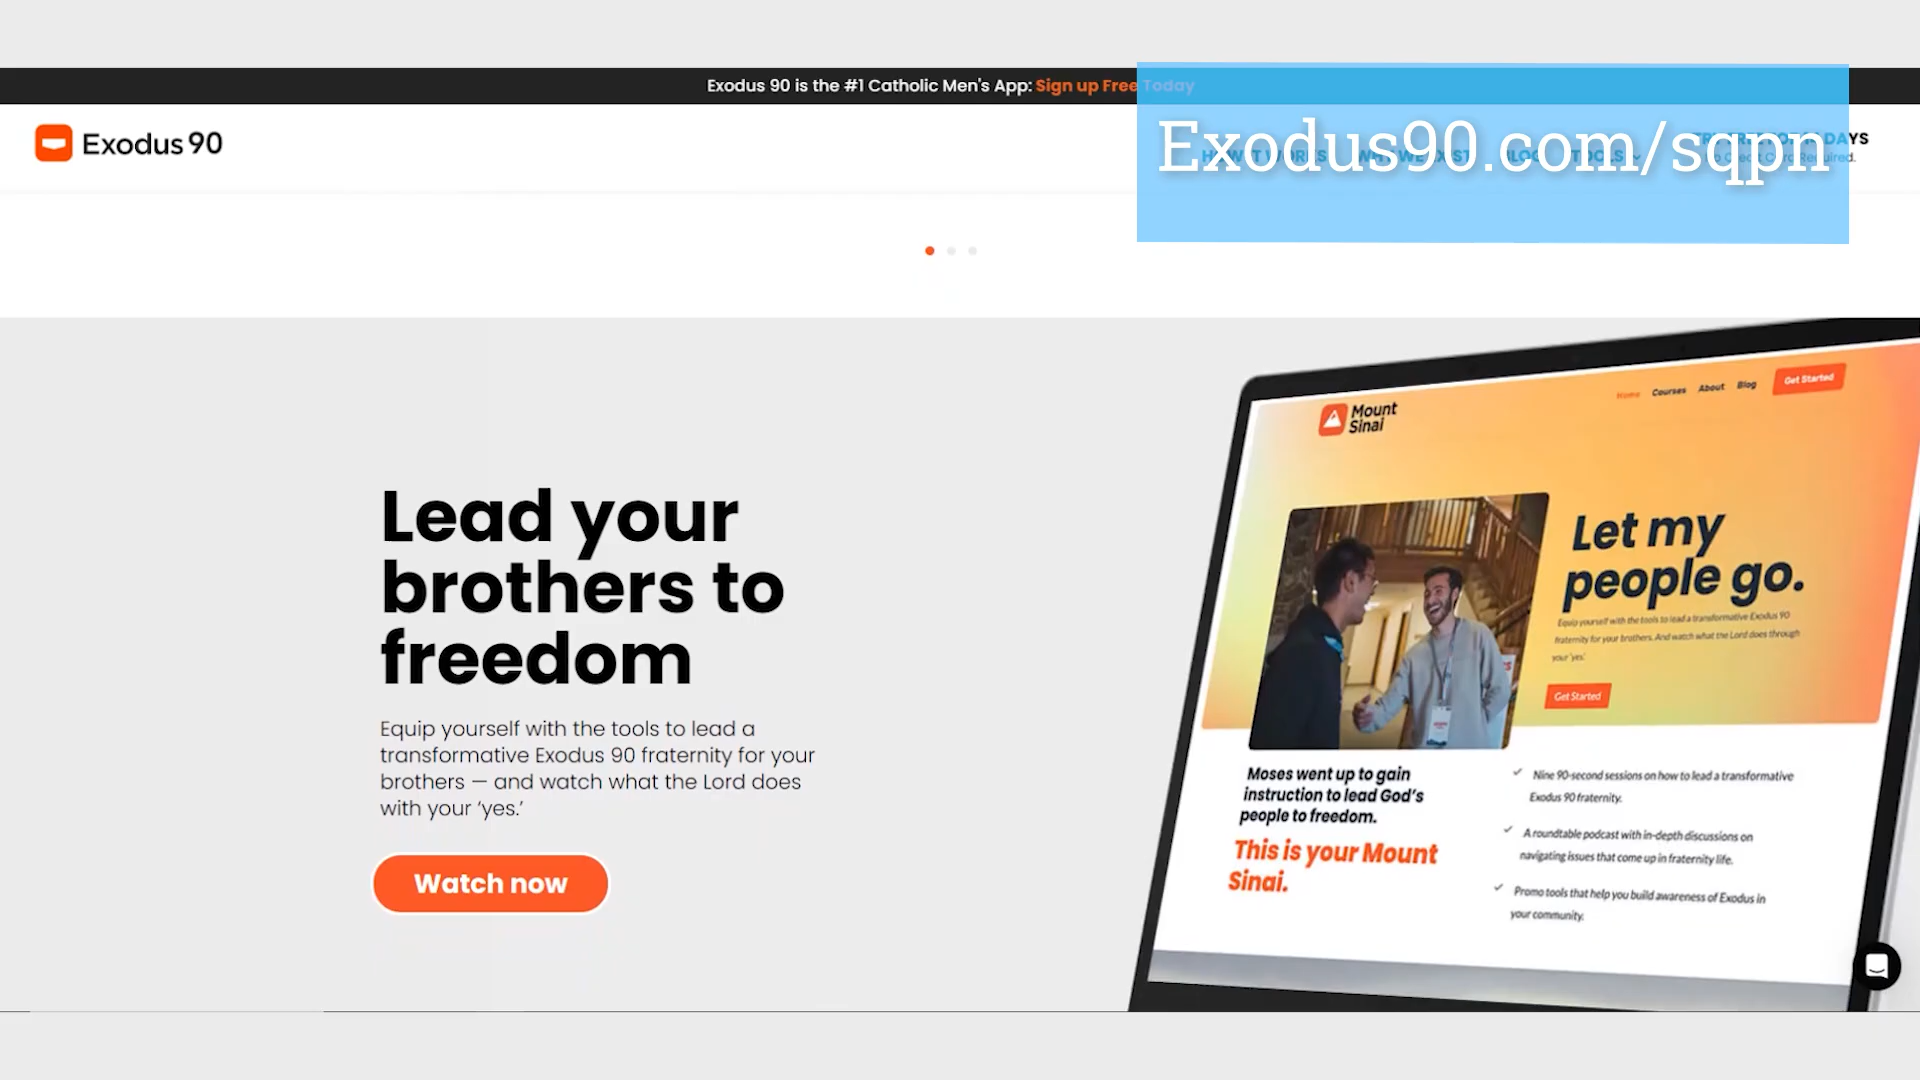 Exodus 90 is the #1 Catholic Men's App: Sign up Free Today
Exodus 90
Exodus90.com/sqpn
Lead your
brothers to
freedom
Equip yourself with the tools to lead a
transformative Exodus 90 fraternity for your
brothers — and watch what the Lord does
with your ‘yes.’
Watch now
Mount
Sinai
Home Courses About Blog Get Started
Let my
people go.
Equip yourself with the tools to lead a transformative Exodus 90
fraternity for your brothers. And watch what the Lord does through
your 'yes'.
Get Started
Moses went up to gain
instruction to lead God's
people to freedom.
This is your Mount
Sinai.
Nine 90-second sessions on how to lead a transformative
Exodus 90 fraternity.
A roundtable podcast with in-depth discussions on
navigating issues that come up in fraternity life.
Promo tools that help you build awareness of Exodus in
your community.